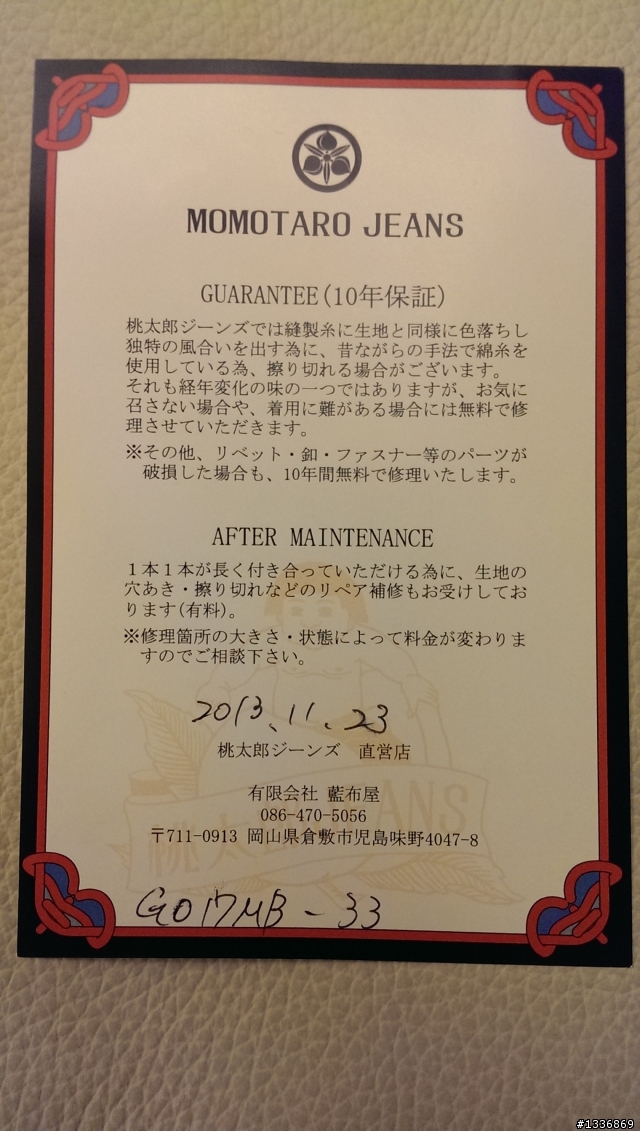 MOMOTARO JEANS
GUARANTEE(10年保証)
桃太郎ジーンズでは縫製糸に生地と同様に色落ちし
独特の風合いを出す為に、昔ながらの手法で綿糸を
使用している為、擦り切れる場合がございます。
それも経年変化の味の一つではありますが、お気に
召さない場合や、着用に難がある場合には無料で修
理させていただきます。
※その他、リベット・釦・ファスナー等のパーツが
破損した場合も、10年間無料で修理いたします。
AFTER MAINTENANCE
1本1本が長く付き合っていただける為に、生地の
穴あき・擦り切れなどのリペア補修もお受けしてお
ります(有料)。
※修理箇所の大きさ・状態によって料金が変わりま
すのでご相談下さい。
2013、11、23
桃太郎ジーンズ 直営店
有限会社 藍布屋
086-470-5056
〒711-0913 岡山県倉敷市児島味野4047-8
桃太郎JEANS
G017MB-33
#1336869